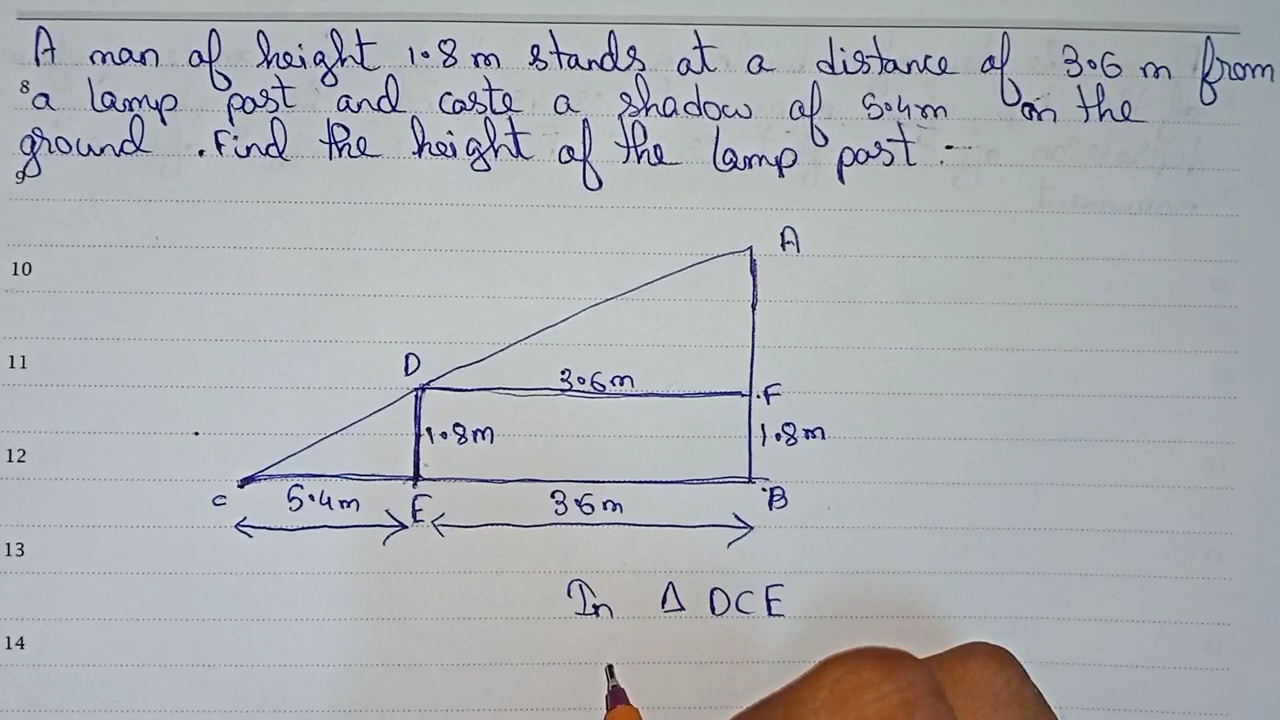 A man of height 1.8 m stands at a distance of 3.6 m from
8 a lamp post and caste a shadow of 5.4m on the
ground . Find the height of the lamp post :-
9
A
10
D
11
3.6m
.F
1.8m
1.8m
12
C
5.4m
E
3.6m
B
13
In Δ DCE
14